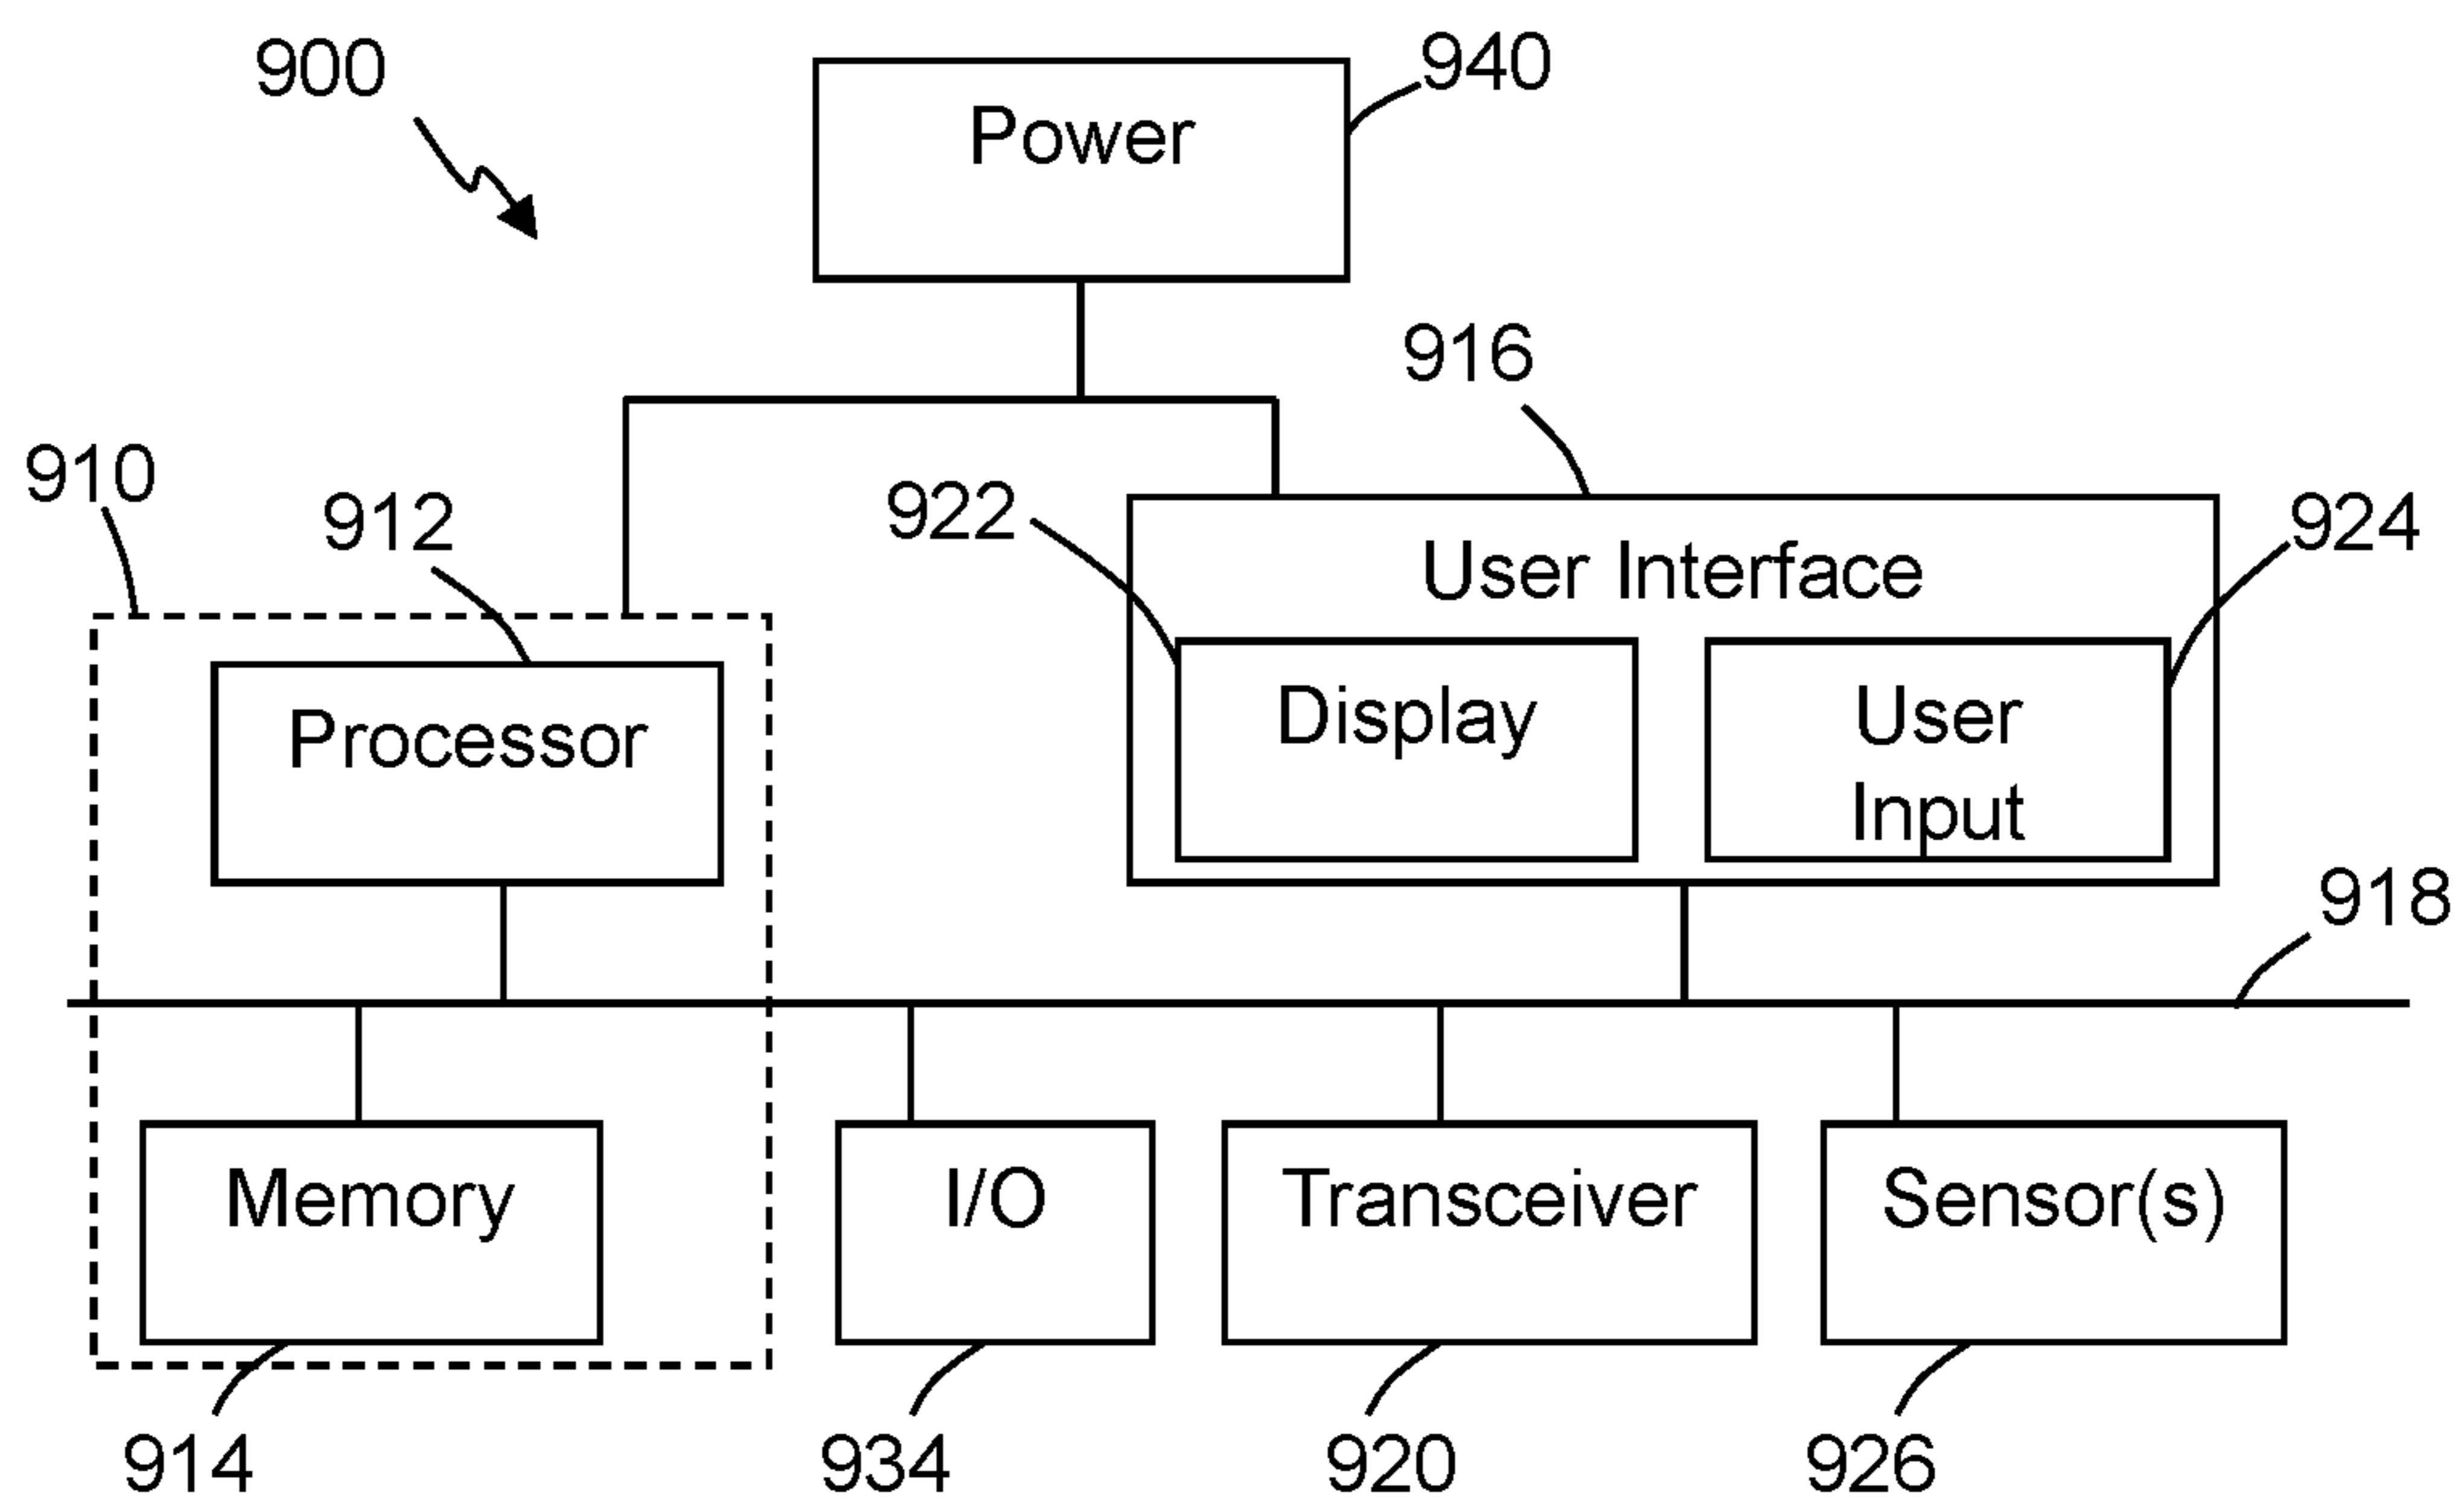 900
940
Power
916
910
912
922
924
User Interface
Processor
Display
User
Input
918
Memory
I/O
Transceiver
Sensor(s)
914
934
920
926